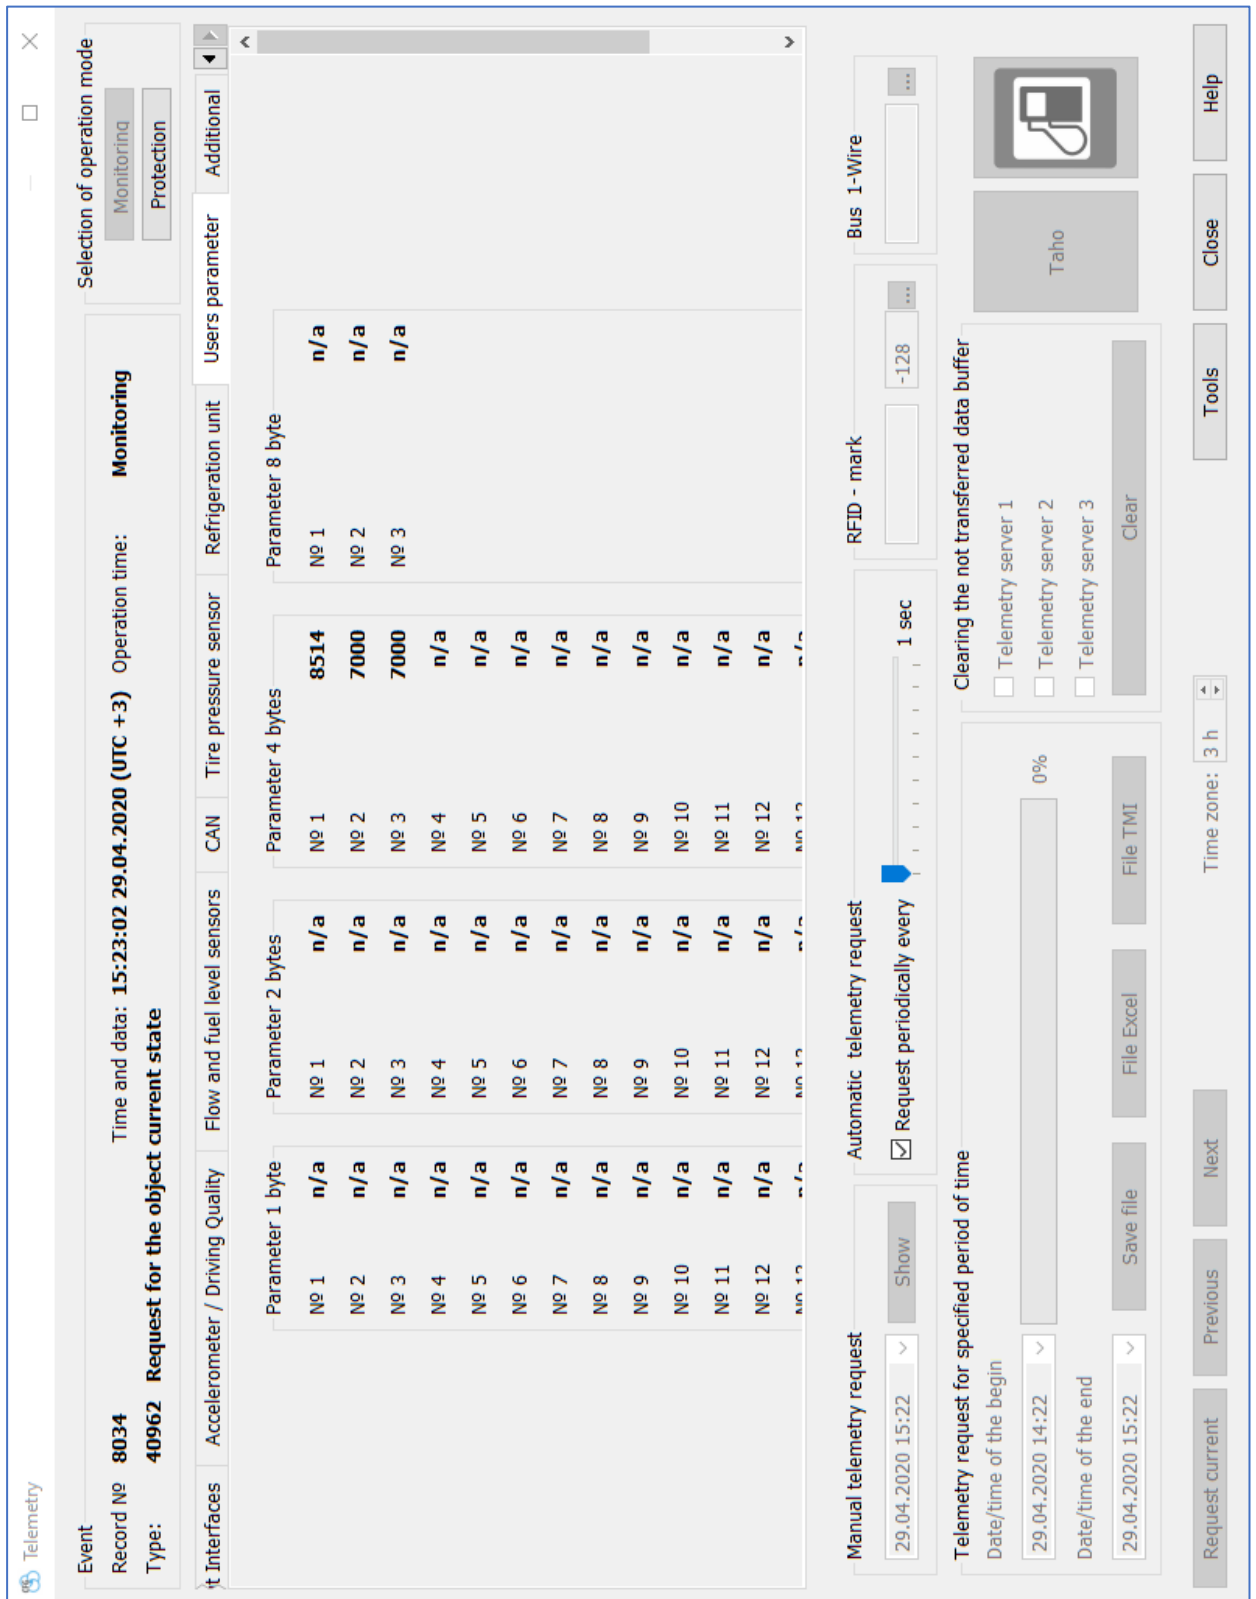 Telemetry
Event
Record № 8034 Time and data: 15:23:02 29.04.2020 (UTC +3) Operation time: Monitoring
Type: 40962 Request for the object current state
Selection of operation mode
Monitoring
Protection
t Interfaces Accelerometer / Driving Quality Flow and fuel level sensors CAN Tire pressure sensor Refrigeration unit Users parameter Additional
Parameter 1 byte
№ 1 n/a
№ 2 n/a
№ 3 n/a
№ 4 n/a
№ 5 n/a
№ 6 n/a
№ 7 n/a
№ 8 n/a
№ 9 n/a
№ 10 n/a
№ 11 n/a
№ 12 n/a
Parameter 2 bytes
№ 1 n/a
№ 2 n/a
№ 3 n/a
№ 4 n/a
№ 5 n/a
№ 6 n/a
№ 7 n/a
№ 8 n/a
№ 9 n/a
№ 10 n/a
№ 11 n/a
№ 12 n/a
Parameter 4 bytes
№ 1 8514
№ 2 7000
№ 3 7000
№ 4 n/a
№ 5 n/a
№ 6 n/a
№ 7 n/a
№ 8 n/a
№ 9 n/a
№ 10 n/a
№ 11 n/a
№ 12 n/a
Parameter 8 byte
№ 1 n/a
№ 2 n/a
№ 3 n/a
Manual telemetry request
29.04.2020 15:22 Show
Automatic telemetry request
Request periodically every 1 sec
RFID - mark
-128 ...
Bus 1-Wire
...
Telemetry request for specified period of time
Date/time of the begin
29.04.2020 14:22 0%
Date/time of the end
29.04.2020 15:22 Save file File Excel File TMI
Clearing the not transferred data buffer
Telemetry server 1
Telemetry server 2
Telemetry server 3
Clear
Taho
Request current Previous Next Time zone: 3 h Tools Close Help